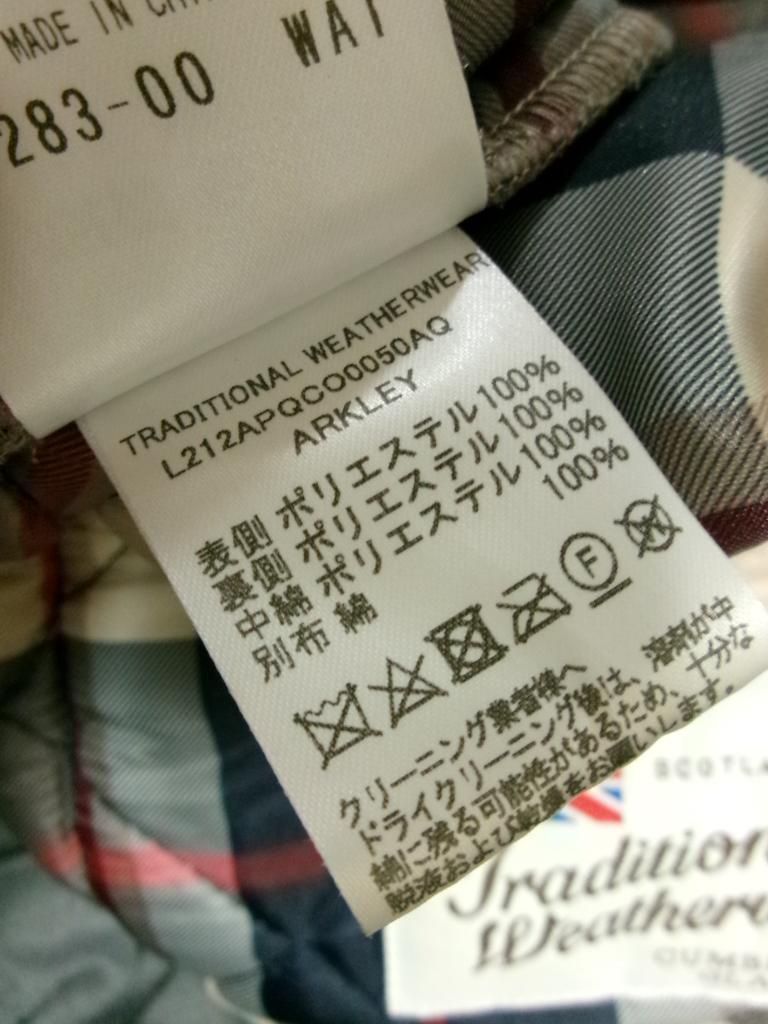 MADE IN
283-00
TRADITIONAL WEATHERWEAR
L212APQCO0050AQ
ARKLEY
表側 ポリエステル100%
裏側 ポリエステル100%
中綿 ポリエステル100%
別布 綿 100%
F
クリーニング業者様へ
ドライクリーニング後は、溶剤が中
綿に残る可能性があるため、十分な
脱液および乾燥をお願いします。